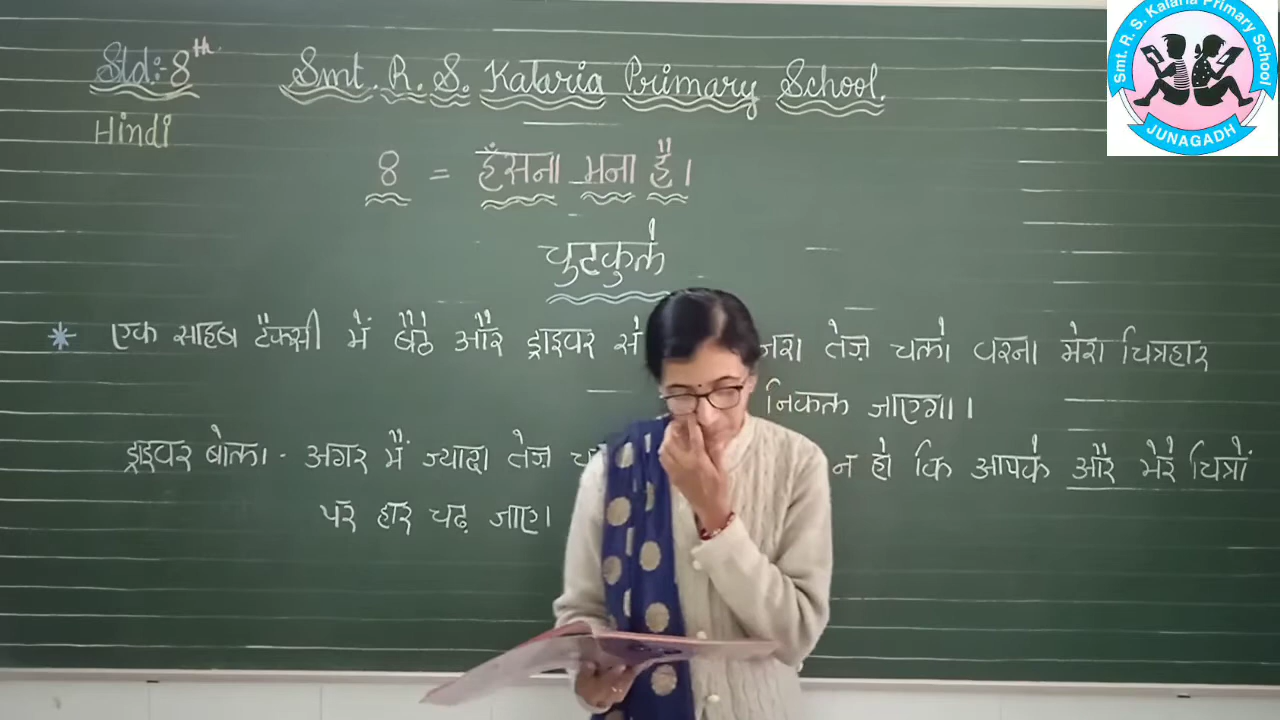 Std:- 8th
Smt. R. S. Kalaria Primary School.
Smt. R. S. Kalaria Primary School
JUNAGADH
Hindi
8 = हँसना मना है।
चुटकुले
* एक साहब टैक्सी में बैठे और ड्राइवर से जरा तेज़ चलो वरना मेरा चित्रहार
निकल जाएगा।
ड्राइवर बोला - अगर मैं ज्यादा तेज़ न हो कि आपके और मेरे चित्रों
पर हार चढ़ जाए।